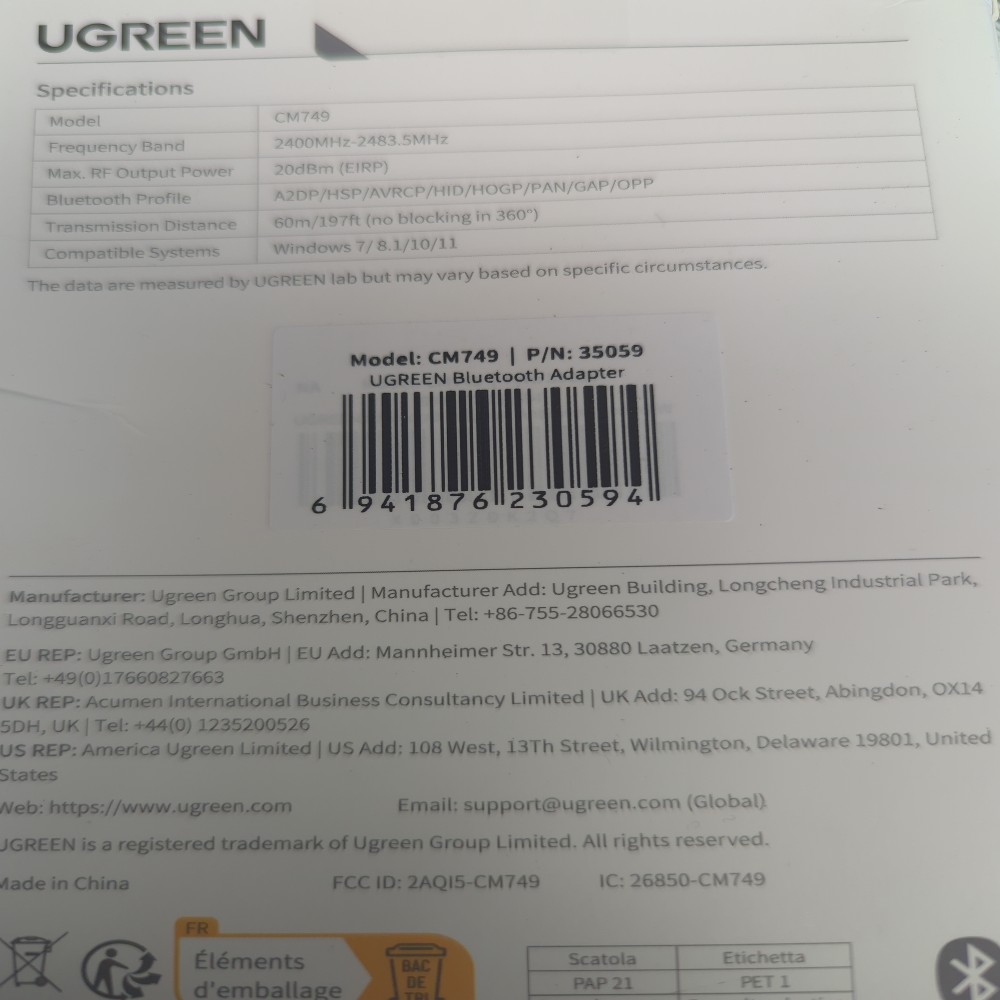 UGREEN
Specifications
Model CM749
Frequency Band 2400MHz-2483.5MHz
Max. RF Output Power 20dBm (EIRP)
Bluetooth Profile A2DP/HSP/AVRCP/HID/HOGP/PAN/GAP/OPP
Transmission Distance 60m/197ft (no blocking in 360°)
Compatible Systems Windows 7/ 8.1/10/11
The data are measured by UGREEN lab but may vary based on specific circumstances.
Model: CM749 | P/N: 35059
UGREEN Bluetooth Adapter
6 941876 230594
Manufacturer: Ugreen Group Limited | Manufacturer Add: Ugreen Building, Longcheng Industrial Park,
Longguanxi Road, Longhua, Shenzhen, China | Tel: +86-755-28066530
EU REP: Ugreen Group GmbH | EU Add: Mannheimer Str. 13, 30880 Laatzen, Germany
Tel: +49(0)17660827663
UK REP: Acumen International Business Consultancy Limited | UK Add: 94 Ock Street, Abingdon, OX14
5DH, UK | Tel: +44(0) 1235200526
US REP: America Ugreen Limited | US Add: 108 West, 13Th Street, Wilmington, Delaware 19801, United
States
Web: https://www.ugreen.com Email: support@ugreen.com (Global)
UGREEN is a registered trademark of Ugreen Group Limited. All rights reserved.
Made in China FCC ID: 2AQI5-CM749 IC: 26850-CM749
FR
Éléments
d'emballage
BAC
DE
TRI
Scatola Etichetta
PAP 21 PET 1